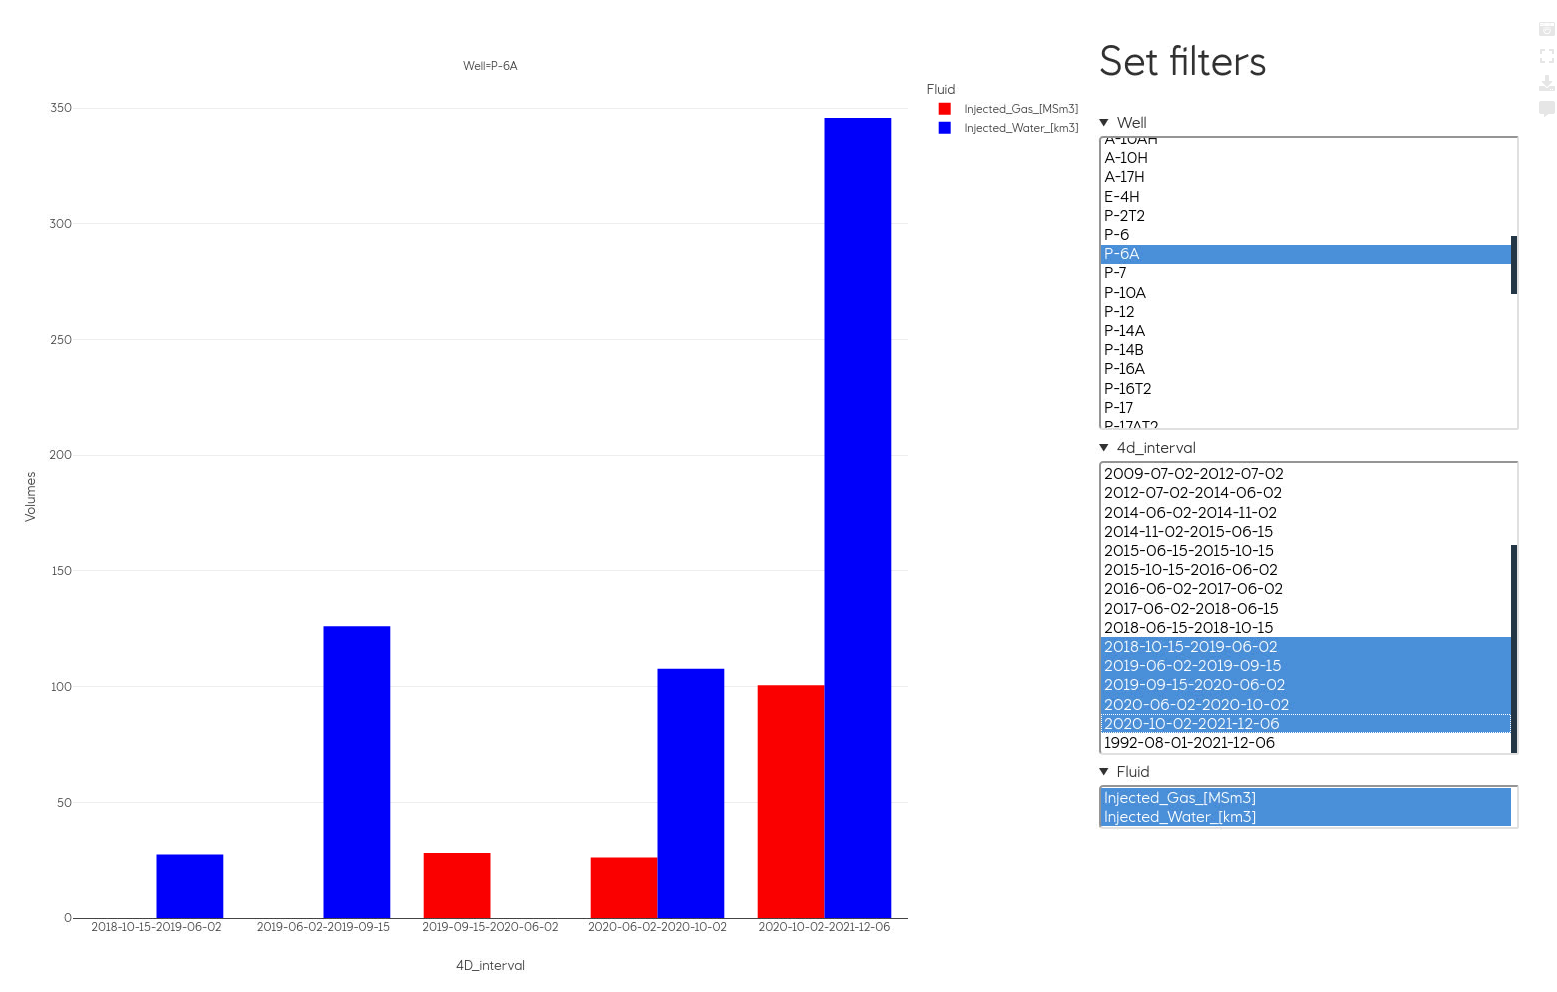 Well=P-6A
350
300
250
200
150
100
50
0
Volumes
2018-10-15-2019-06-02
2019-06-02-2019-09-15
2019-09-15-2020-06-02
2020-06-02-2020-10-02
2020-10-02-2021-12-06
4D_interval
Fluid
Injected_Gas_[MSm3]
Injected_Water_[km3]
Set filters
Well
A-10AH
A-10H
A-17H
E-4H
P-2T2
P-6
P-6A
P-7
P-10A
P-12
P-14A
P-14B
P-16A
P-16T2
P-17
P-17AT2
4d_interval
2009-07-02-2012-07-02
2012-07-02-2014-06-02
2014-06-02-2014-11-02
2014-11-02-2015-06-15
2015-06-15-2015-10-15
2015-10-15-2016-06-02
2016-06-02-2017-06-02
2017-06-02-2018-06-15
2018-06-15-2018-10-15
2018-10-15-2019-06-02
2019-06-02-2019-09-15
2019-09-15-2020-06-02
2020-06-02-2020-10-02
2020-10-02-2021-12-06
1992-08-01-2021-12-06
Fluid
Injected_Gas_[MSm3]
Injected_Water_[km3]